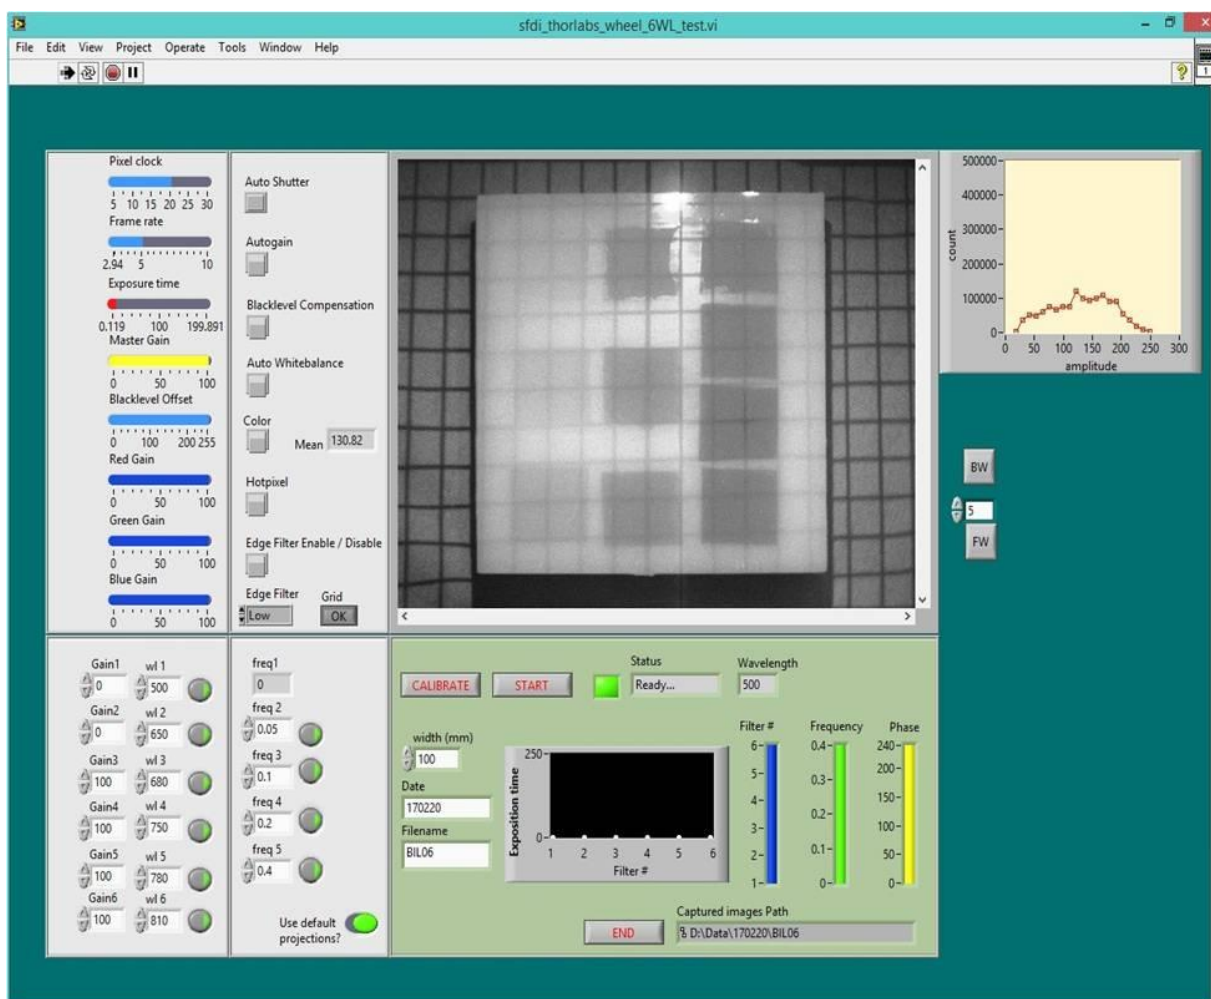 sfdi_thorlabs_wheel_6WL_test.vi
File Edit View Project Operate Tools Window Help
1
Pixel clock
5 10 15 20 25 30
Frame rate
2.94 5 10
Exposure time
0.119 100 199.891
Master Gain
0 50 100
Blacklevel Offset
0 100 200 255
Red Gain
0 50 100
Green Gain
0 50 100
Blue Gain
0 50 100
Auto Shutter
Autogain
Blacklevel Compensation
Auto Whitebalance
Color
Mean 130.82
Hotpixel
Edge Filter Enable / Disable
Edge Filter Grid
Low OK
500000
400000
300000
200000
100000
0
count
0 50 100 150 200 250 300
amplitude
BW
5
FW
Gain1 wl 1
0 500
Gain2 wl 2
0 650
Gain3 wl 3
100 680
Gain4 wl 4
100 750
Gain5 wl 5
100 780
Gain6 wl 6
100 810
freq1
0
freq 2
0.05
freq 3
0.1
freq 4
0.2
freq 5
0.4
Use default
projections?
CALIBRATE START
Status
Ready...
Wavelength
500
width (mm)
100
Date
170220
Filename
BIL06
Exposition time
250
0
1 2 3 4 5 6
Filter #
Filter #
6
5
4
3
2
1
Frequency
0.4
0.3
0.2
0.1
0
Phase
240
200
150
100
50
0
END
Captured images Path
D:\Data\170220\BIL06